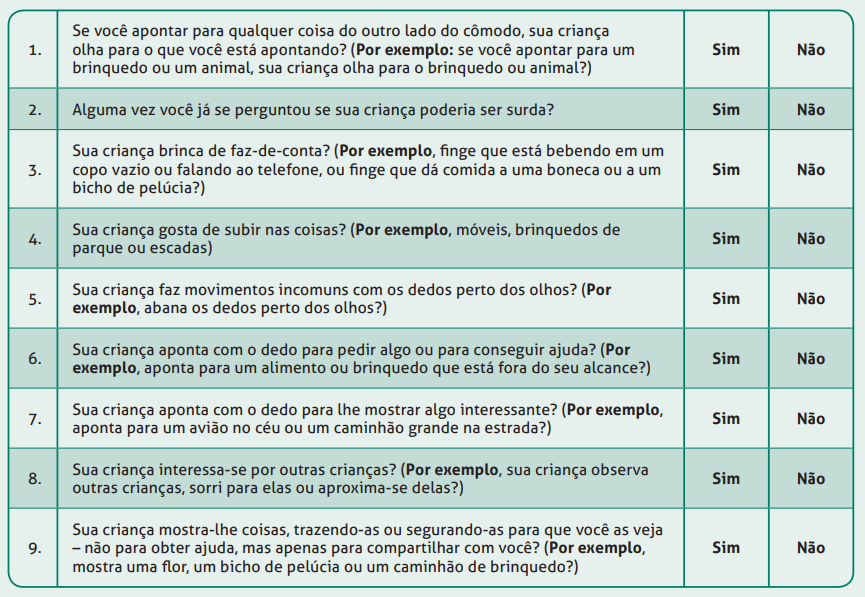 1. Se você apontar para qualquer coisa do outro lado do cômodo, sua criança
olha para o que você está apontando? (Por exemplo: se você apontar para um
brinquedo ou um animal, sua criança olha para o brinquedo ou animal?)
Sim Não
2. Alguma vez você já se perguntou se sua criança poderia ser surda? Sim Não
3. Sua criança brinca de faz-de-conta? (Por exemplo, finge que está bebendo em um
copo vazio ou falando ao telefone, ou finge que dá comida a uma boneca ou a um
bicho de pelúcia?)
Sim Não
4. Sua criança gosta de subir nas coisas? (Por exemplo, móveis, brinquedos de
parque ou escadas)
Sim Não
5. Sua criança faz movimentos incomuns com os dedos perto dos olhos? (Por
exemplo, abana os dedos perto dos olhos?)
Sim Não
6. Sua criança aponta com o dedo para pedir algo ou para conseguir ajuda? (Por
exemplo, aponta para um alimento ou brinquedo que está fora do seu alcance?)
Sim Não
7. Sua criança aponta com o dedo para lhe mostrar algo interessante? (Por exemplo,
aponta para um avião no céu ou um caminhão grande na estrada?)
Sim Não
8. Sua criança interessa-se por outras crianças? (Por exemplo, sua criança observa
outras crianças, sorri para elas ou aproxima-se delas?)
Sim Não
9. Sua criança mostra-lhe coisas, trazendo-as ou segurando-as para que você as veja
– não para obter ajuda, mas apenas para compartilhar com você? (Por exemplo,
mostra uma flor, um bicho de pelúcia ou um caminhão de brinquedo?)
Sim Não